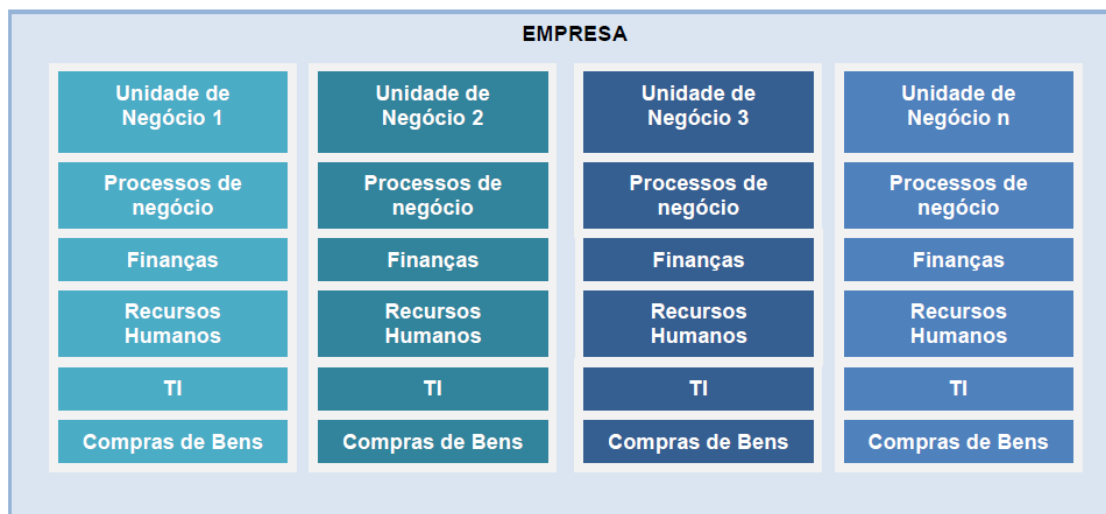 EMPRESA
Unidade de
Negócio 1
Processos de
negócio
Finanças
Recursos
Humanos
TI
Compras de Bens
Unidade de
Negócio 2
Processos de
negócio
Finanças
Recursos
Humanos
TI
Compras de Bens
Unidade de
Negócio 3
Processos de
negócio
Finanças
Recursos
Humanos
TI
Compras de Bens
Unidade de
Negócio n
Processos de
negócio
Finanças
Recursos
Humanos
TI
Compras de Bens